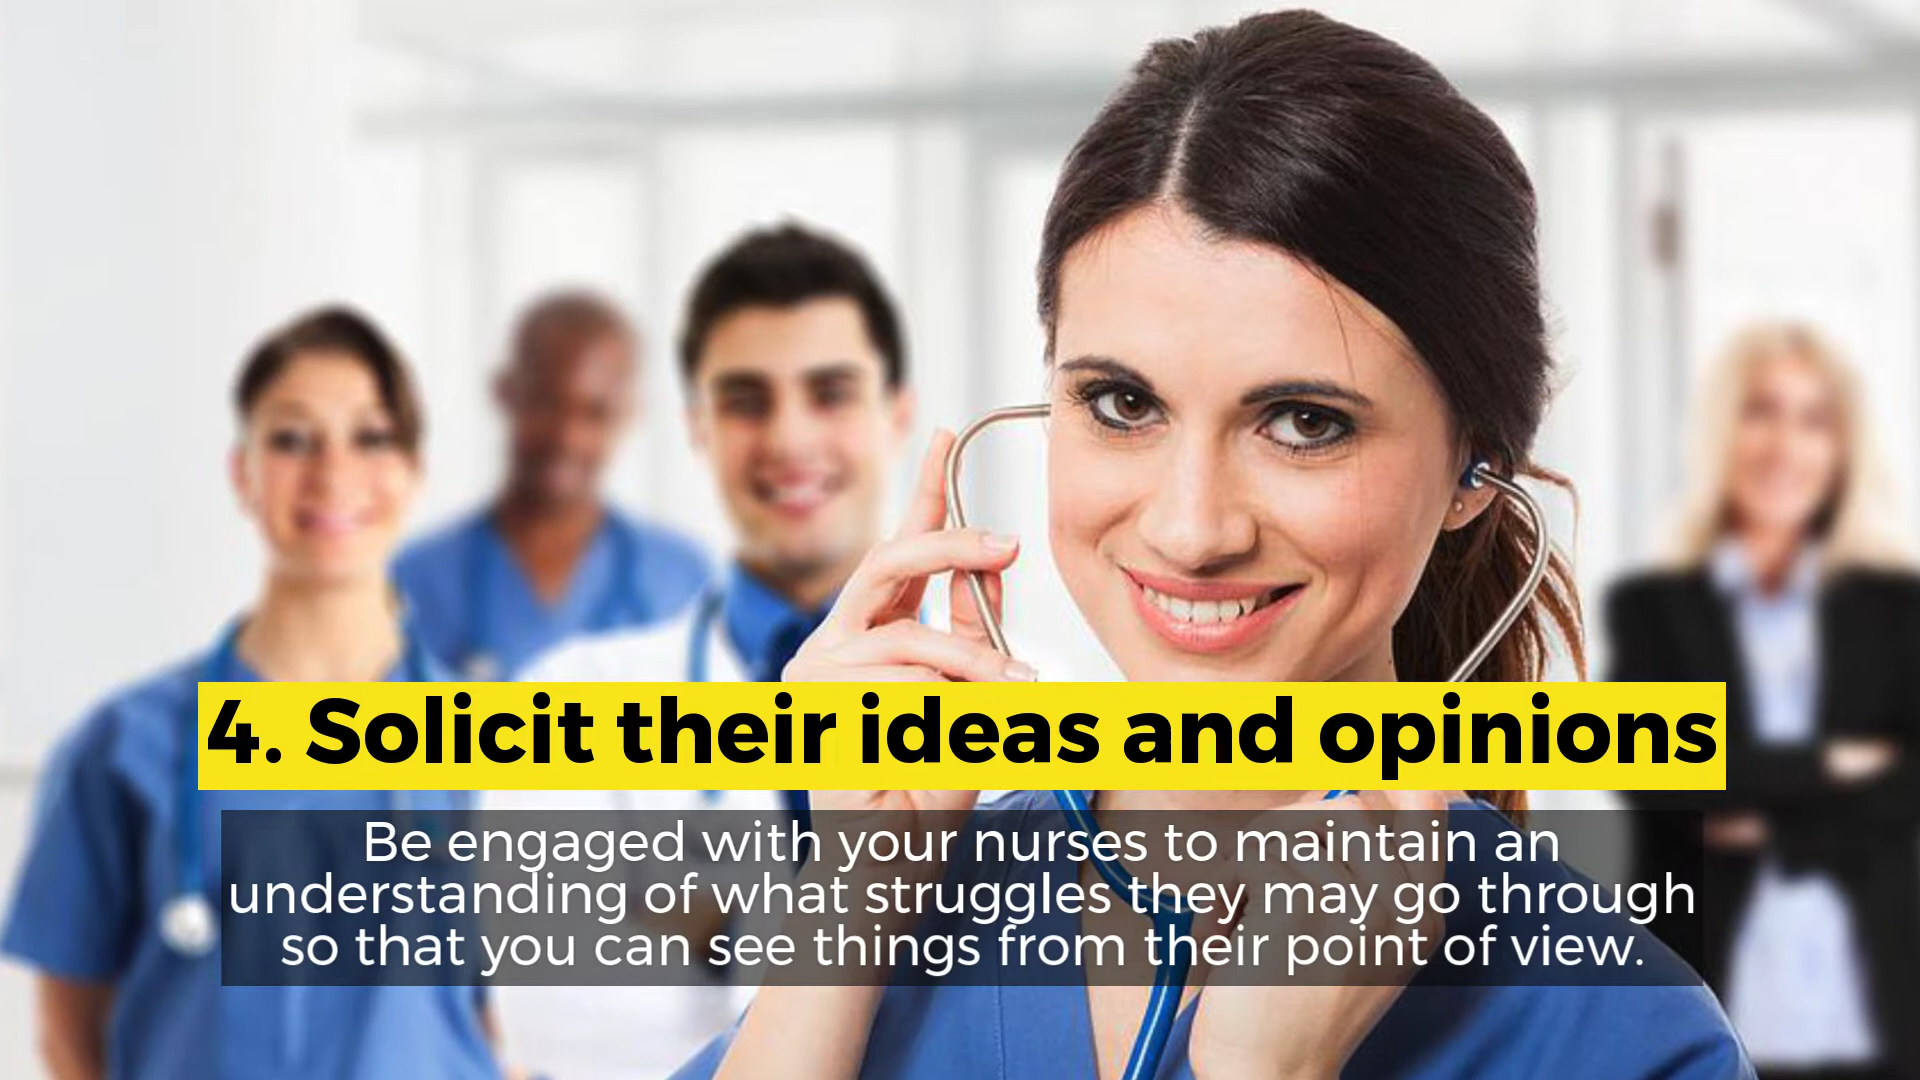 4. Solicit their ideas and opinions
Be engaged with your nurses to maintain an
understanding of what struggles they may go through
so that you can see things from their point of view.